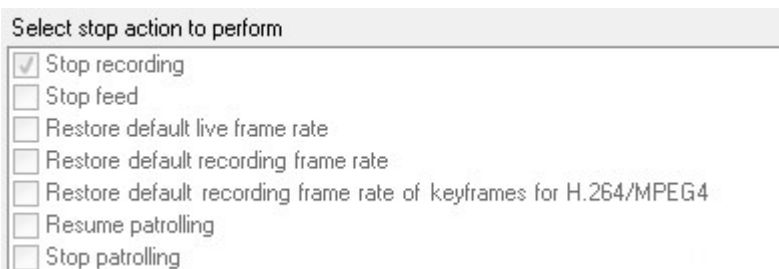 Select stop action to perform
Stop recording
Stop feed
Restore default live frame rate
Restore default recording frame rate
Restore default recording frame rate of keyframes for H.264/MPEG4
Resume patrolling
Stop patrolling